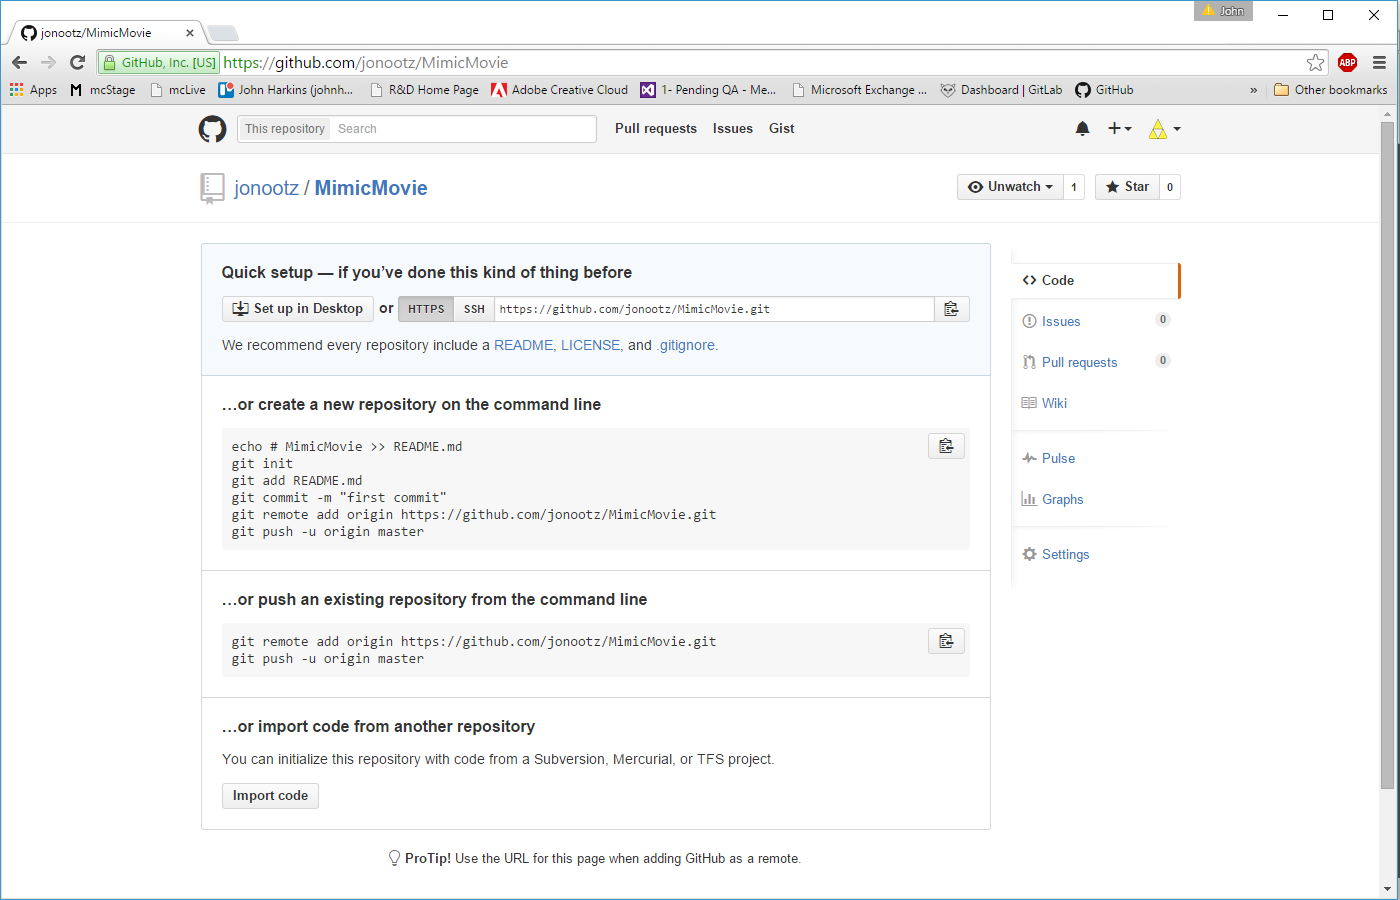 John
jonootz/MimicMovie
GitHub, Inc. [US] https://github.com/jonootz/MimicMovie
ABP
Apps mcStage mcLive John Harkins (johnh... R&D Home Page Adobe Creative Cloud 1- Pending QA - Me... Microsoft Exchange ... Dashboard | GitLab GitHub » Other bookmarks
This repository Search Pull requests Issues Gist
jonootz / MimicMovie Unwatch 1 Star 0
Quick setup — if you’ve done this kind of thing before
Set up in Desktop or HTTPS SSH https://github.com/jonootz/MimicMovie.git
We recommend every repository include a README, LICENSE, and .gitignore.
…or create a new repository on the command line
echo # MimicMovie >> README.md
git init
git add README.md
git commit -m "first commit"
git remote add origin https://github.com/jonootz/MimicMovie.git
git push -u origin master
…or push an existing repository from the command line
git remote add origin https://github.com/jonootz/MimicMovie.git
git push -u origin master
…or import code from another repository
You can initialize this repository with code from a Subversion, Mercurial, or TFS project.
Import code
ProTip! Use the URL for this page when adding GitHub as a remote.
Code
Issues 0
Pull requests 0
Wiki
Pulse
Graphs
Settings